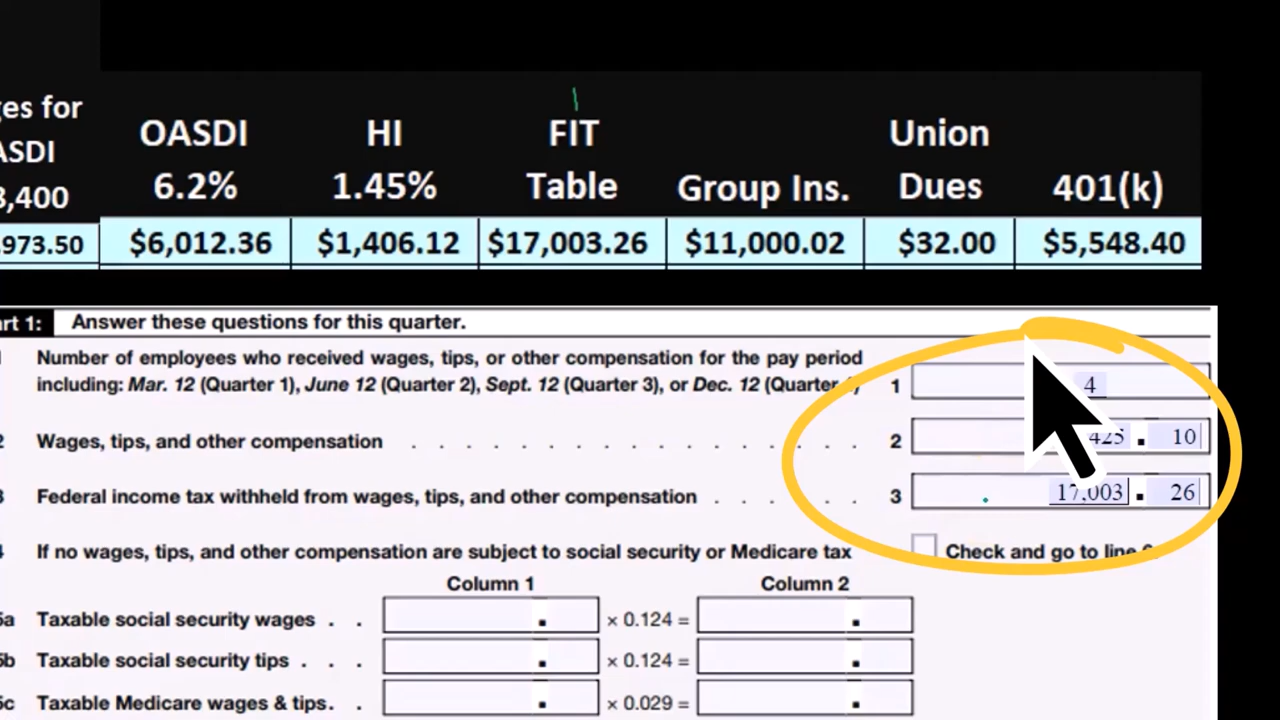 ges for
OASDI HI FIT Union
ASDI
6.2% 1.45% Table Group Ins. Dues 401(k)
3,400
973.50 $6,012.36 $1,406.12 $17,003.26 $11,000.02 $32.00 $5,548.40
art 1: Answer these questions for this quarter.
Number of employees who received wages, tips, or other compensation for the pay period
including: Mar. 12 (Quarter 1), June 12 (Quarter 2), Sept. 12 (Quarter 3), or Dec. 12 (Quarter 1 4
2 Wages, tips, and other compensation . . . . . . . . . . . . . . . . . 2 425 . 10
3 Federal income tax withheld from wages, tips, and other compensation . . . . . 3 17,003 . 26
If no wages, tips, and other compensation are subject to social security or Medicare tax Check and go to line
Column 1 Column 2
5a Taxable social security wages . . . × 0.124 = .
5b Taxable social security tips . . . . × 0.124 = .
5c Taxable Medicare wages & tips. . . × 0.029 = .